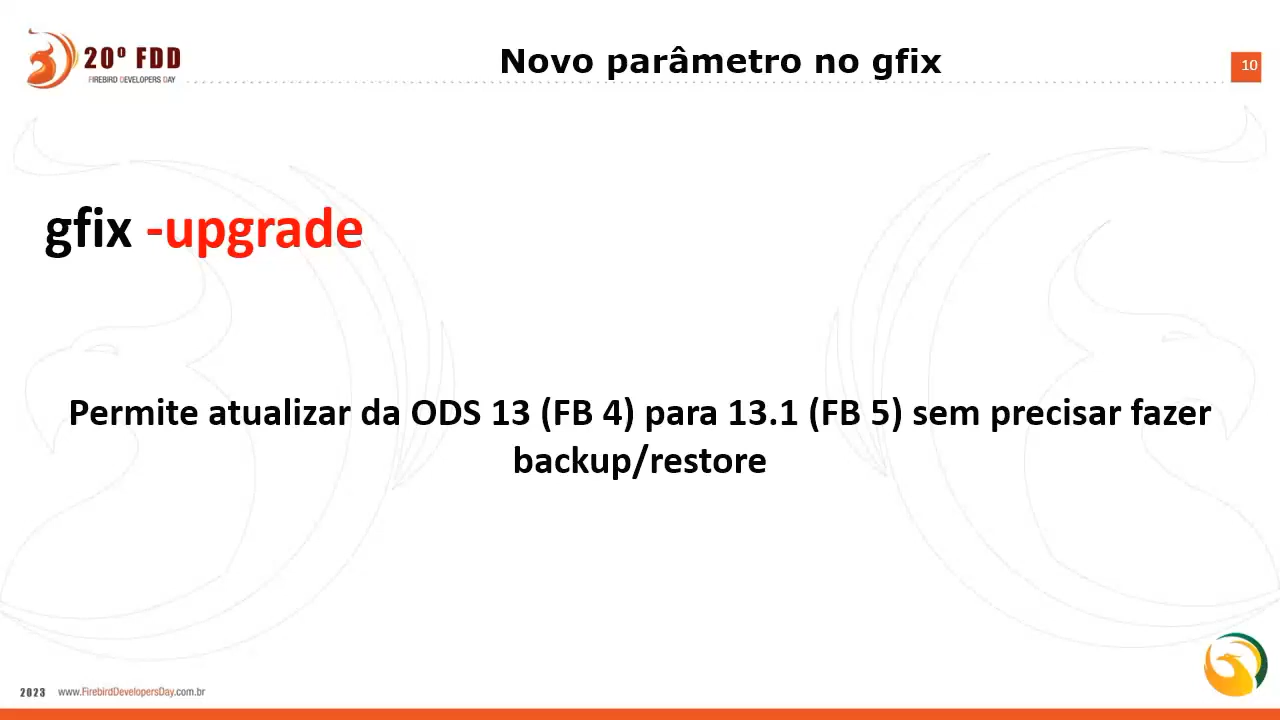 20º FDD
FIREBIRD DEVELOPERS DAY
Novo parâmetro no gfix
10
gfix -upgrade
Permite atualizar da ODS 13 (FB 4) para 13.1 (FB 5) sem precisar fazer
backup/restore
2023 www.FirebirdDevelopersDay.com.br